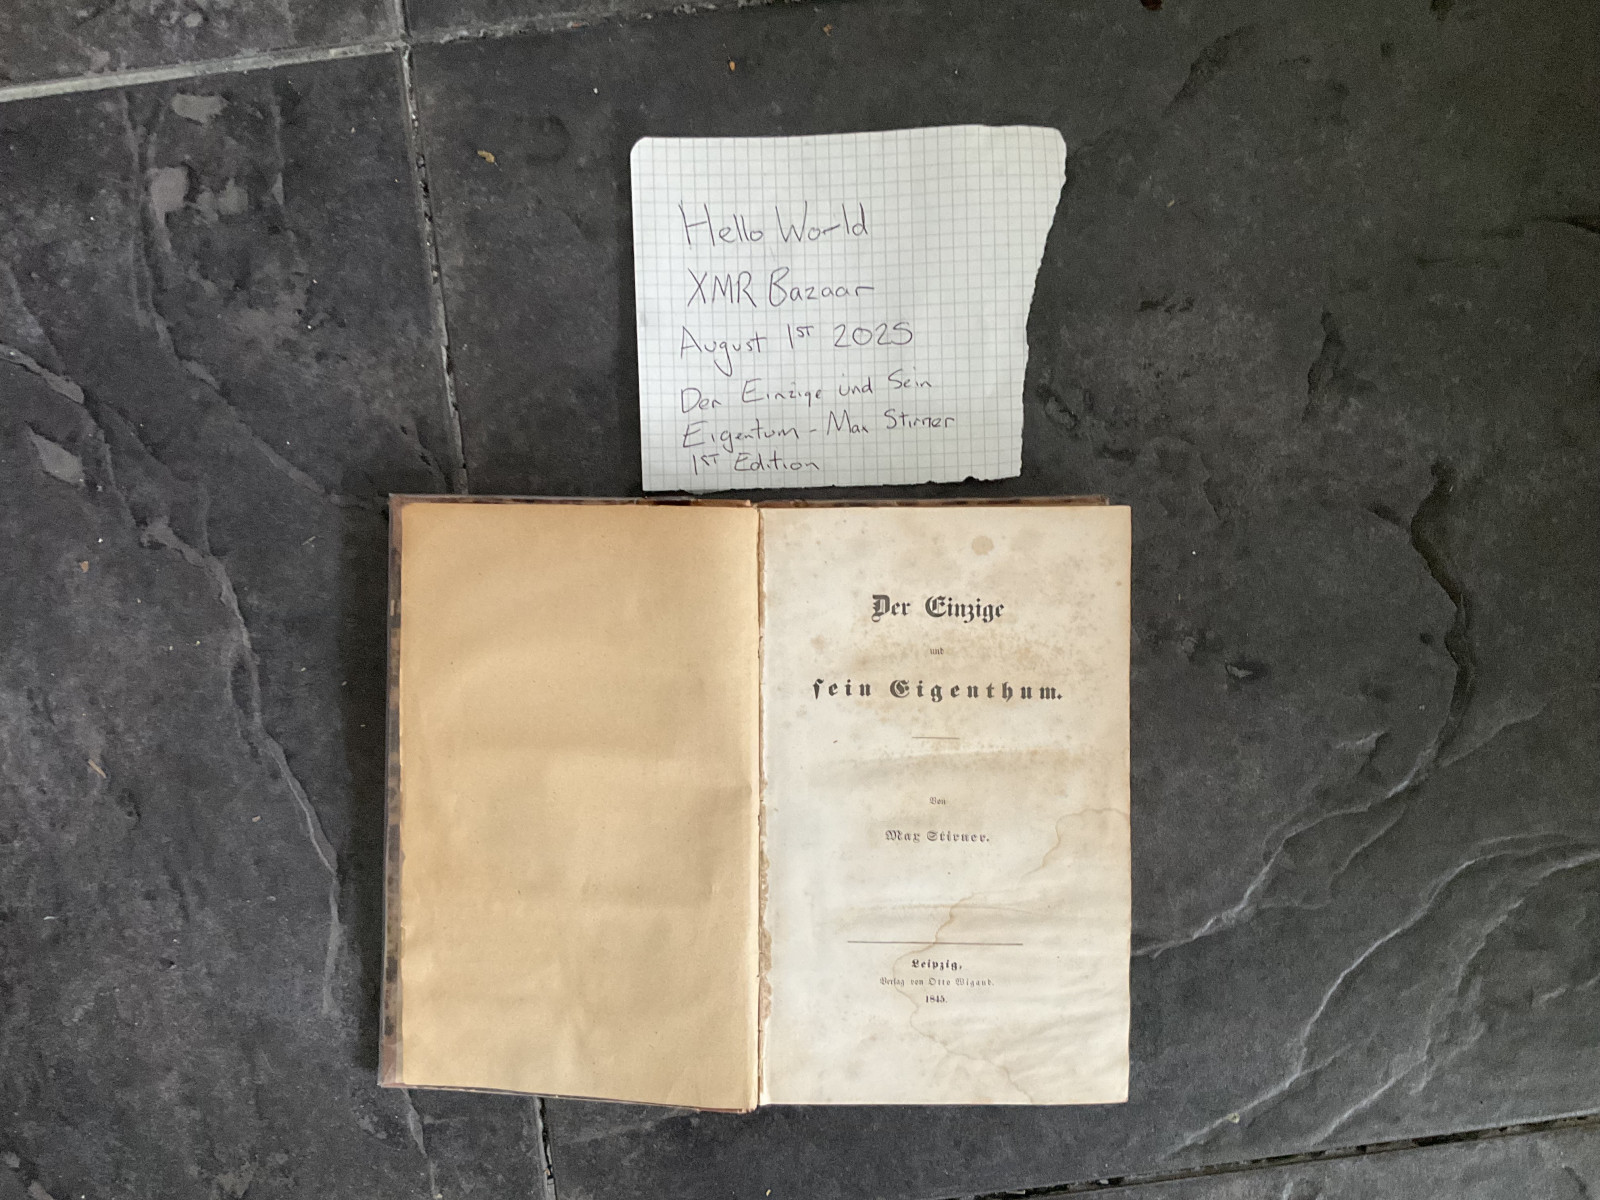 Hello World
XMR Bazaar
August 1ST 2025
Der Einzige und Sein
Eigentum - Max Stirner
1ST Edition
Der Einzige
und
sein Eigenthum.
Von
Max Stirner.
Leipzig,
Verlag von Otto Wigand.
1845.